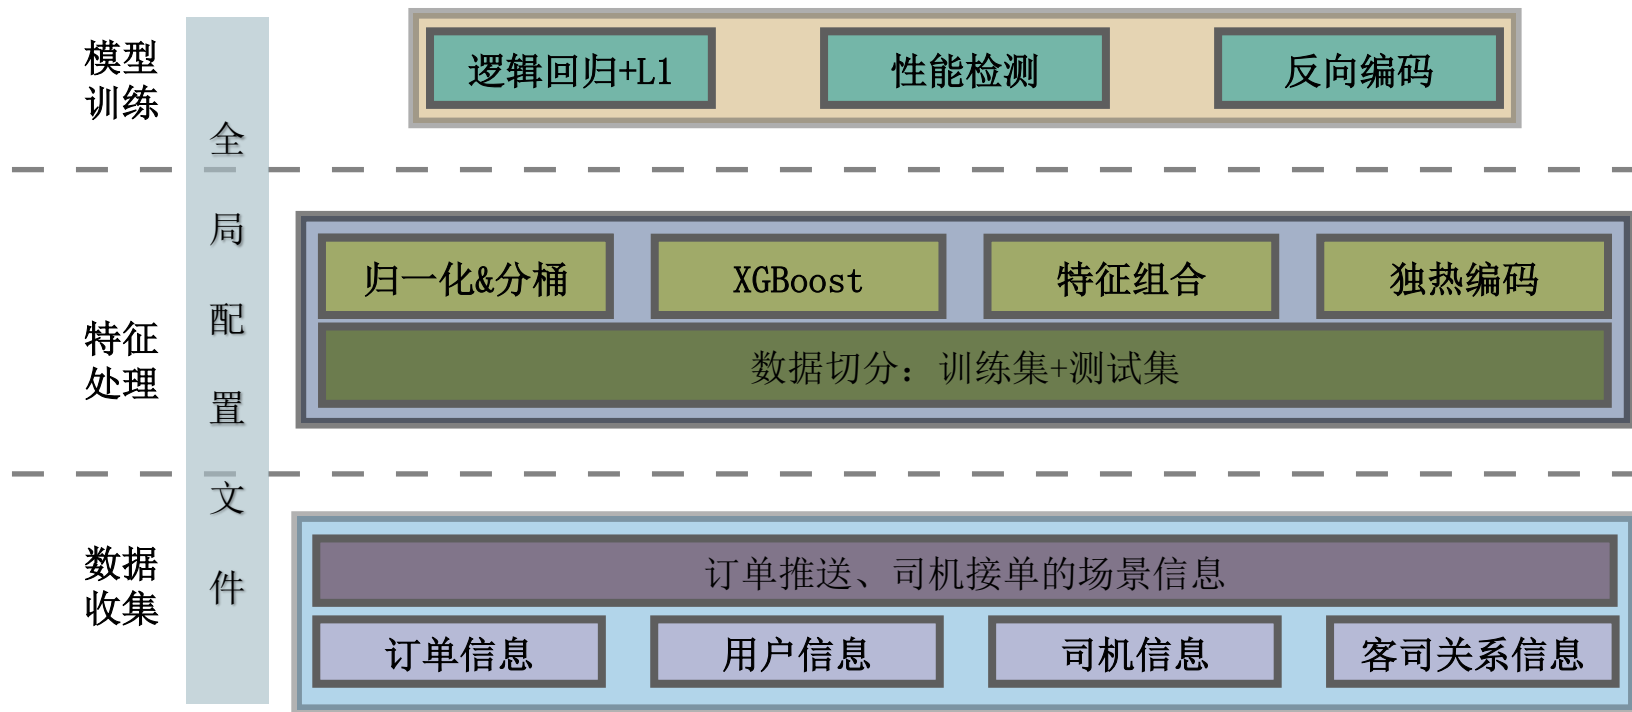 模型
训练
逻辑回归+L1
性能检测
反向编码
全
局
配
置
文
件
特征
处理
归一化&分桶
XGBoost
特征组合
独热编码
数据切分：训练集+测试集
数据
收集
订单推送、司机接单的场景信息
订单信息
用户信息
司机信息
客司关系信息